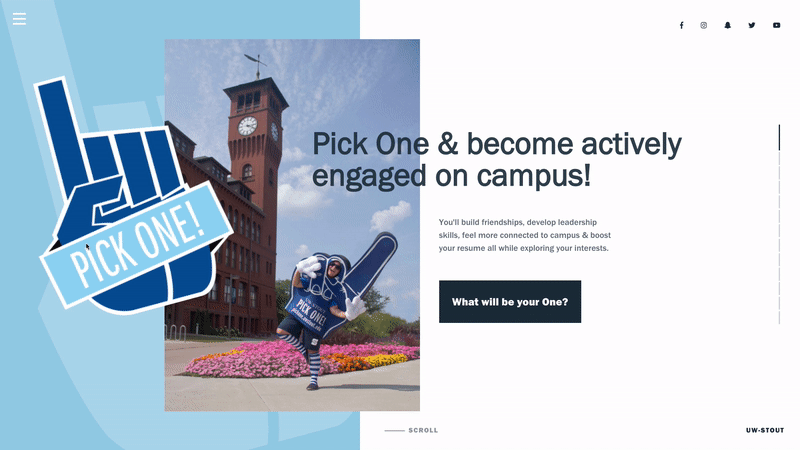 Pick One & become actively
engaged on campus!
PICK ONE!
You'll build friendships, develop leadership
skills, feel more connected to campus & boost
your resume all while exploring your interests.
PICK ONE!
What will be your One?
SCROLL
UW-STOUT